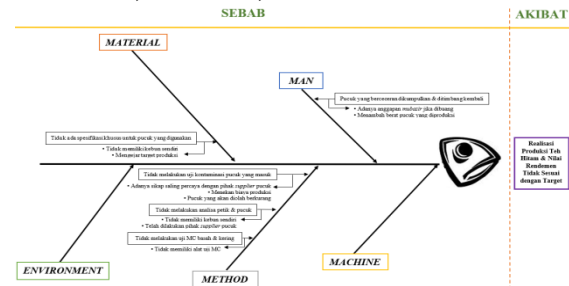 SEBAB
AKIBAT
MATERIAL
MAN
Pucuk yang berceceran dikumpulkan & ditimbang kembali
• Adanya anggapan mubazir jika dibuang
• Menambah berat pucuk yang diproduksi
Tidak ada spesifikasi khusus untuk pucuk yang digunakan
• Tidak memiliki kebun sendiri
• Mengejar target produksi
Realisasi
Produksi Teh
Hitam & Nilai
Rendemen
Tidak Sesuai
dengan Target
Tidak melakukan uji kontaminasi pucuk yang masuk
• Adanya sikap saling percaya dengan pihak supplier pucuk
• Menekan biaya produksi
• Pucuk yang akan diolah berkurang
Tidak melakukan analisa petik & pucuk
• Tidak memiliki kebun sendiri
• Telah dilakukan pihak supplier pucuk
Tidak melakukan uji MC basah & kering
• Tidak memiliki alat uji MC
ENVIRONMENT
METHOD
MACHINE